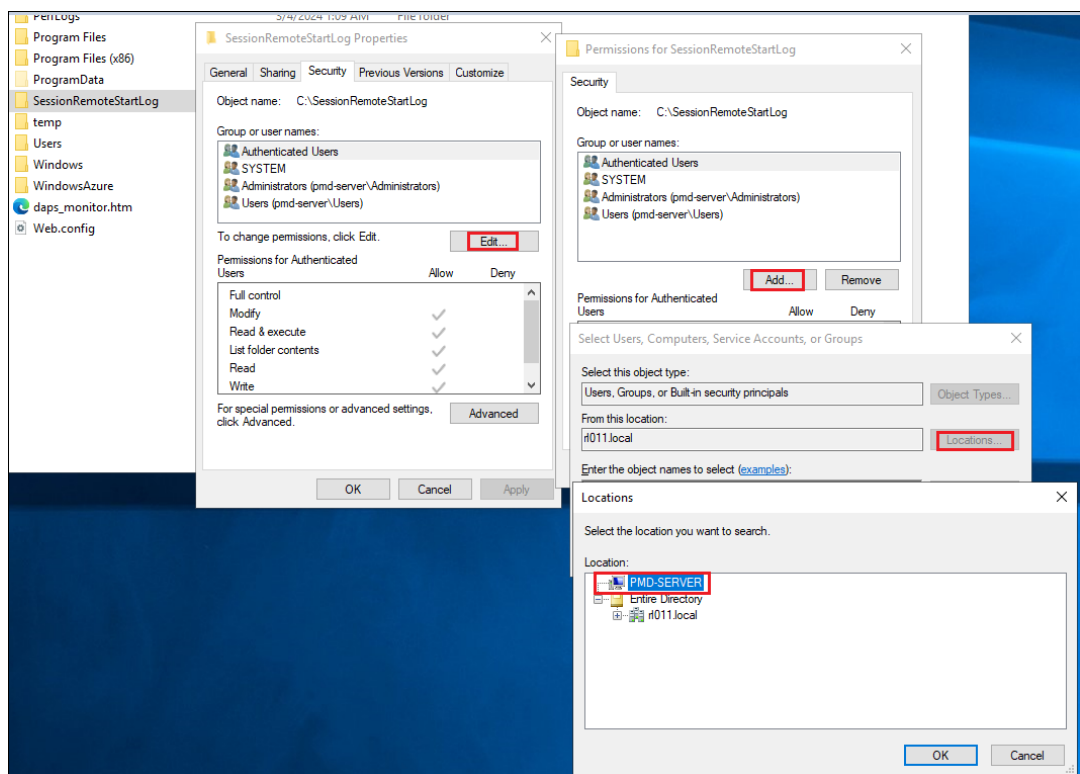 PerfLogs
3/4/2024 1:09 AM File folder
Program Files
Program Files (x86)
ProgramData
SessionRemoteStartLog
temp
Users
Windows
WindowsAzure
daps_monitor.htm
Web.config
SessionRemoteStartLog Properties
General Sharing Security Previous Versions Customize
Object name: C:\SessionRemoteStartLog
Group or user names:
Authenticated Users
SYSTEM
Administrators (pmd-server\Administrators)
Users (pmd-server\Users)
To change permissions, click Edit.
Edit...
Permissions for Authenticated
Users Allow Deny
Full control
Modify
Read & execute
List folder contents
Read
Write
For special permissions or advanced settings,
click Advanced.
Advanced
OK Cancel Apply
Permissions for SessionRemoteStartLog
Security
Object name: C:\SessionRemoteStartLog
Group or user names:
Authenticated Users
SYSTEM
Administrators (pmd-server\Administrators)
Users (pmd-server\Users)
Add... Remove
Permissions for Authenticated
Users Allow Deny
Select Users, Computers, Service Accounts, or Groups
Select this object type:
Users, Groups, or Built-in security principals
Object Types...
From this location:
rl011.local
Locations...
Enter the object names to select (examples):
Locations
Select the location you want to search.
Location:
PMD-SERVER
Entire Directory
rl011.local
OK Cancel